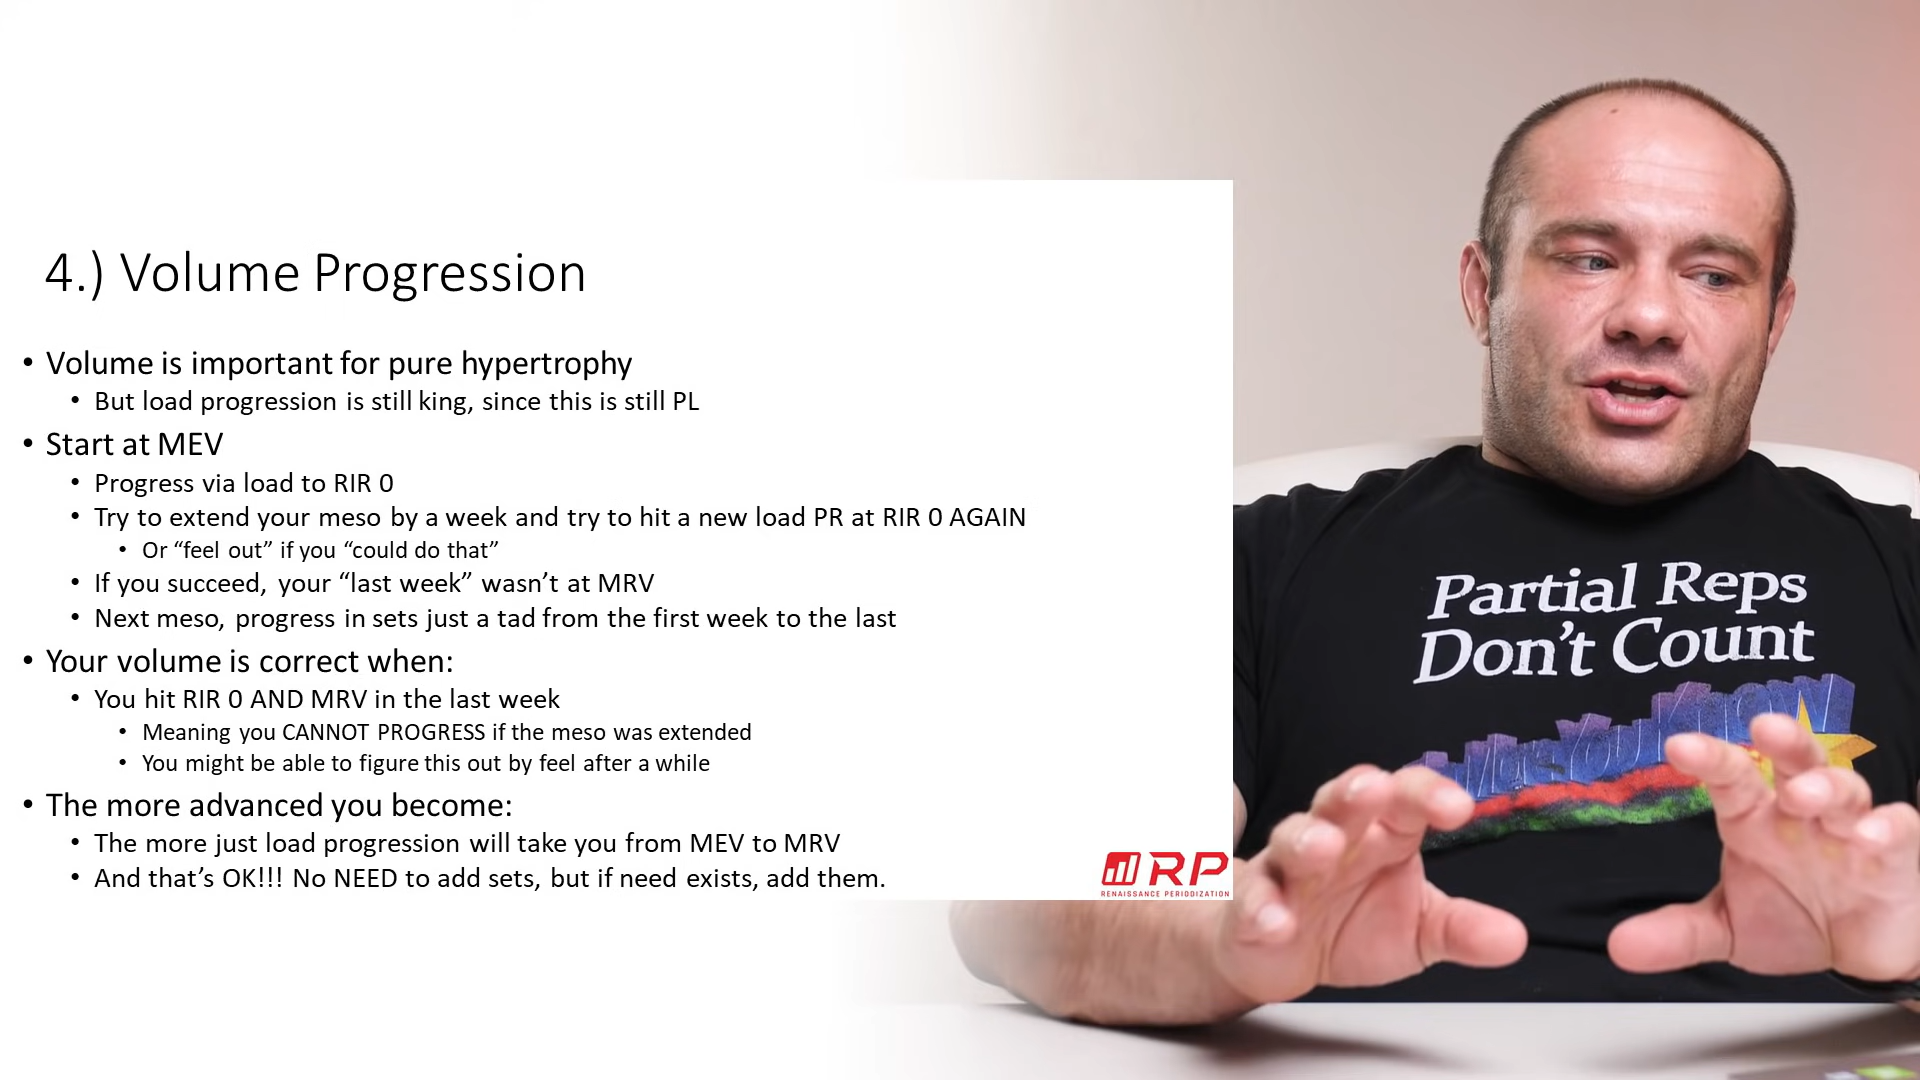 4.) Volume Progression
• Volume is important for pure hypertrophy
• But load progression is still king, since this is still PL
• Start at MEV
• Progress via load to RIR 0
• Try to extend your meso by a week and try to hit a new load PR at RIR 0 AGAIN
• Or “feel out” if you “could do that”
• If you succeed, your “last week” wasn’t at MRV
• Next meso, progress in sets just a tad from the first week to the last
• Your volume is correct when:
• You hit RIR 0 AND MRV in the last week
• Meaning you CANNOT PROGRESS if the meso was extended
• You might be able to figure this out by feel after a while
• The more advanced you become:
• The more just load progression will take you from MEV to MRV
• And that’s OK!!! No NEED to add sets, but if need exists, add them.
RP
RENAISSANCE PERIODIZATION
Partial Reps
Don’t Count